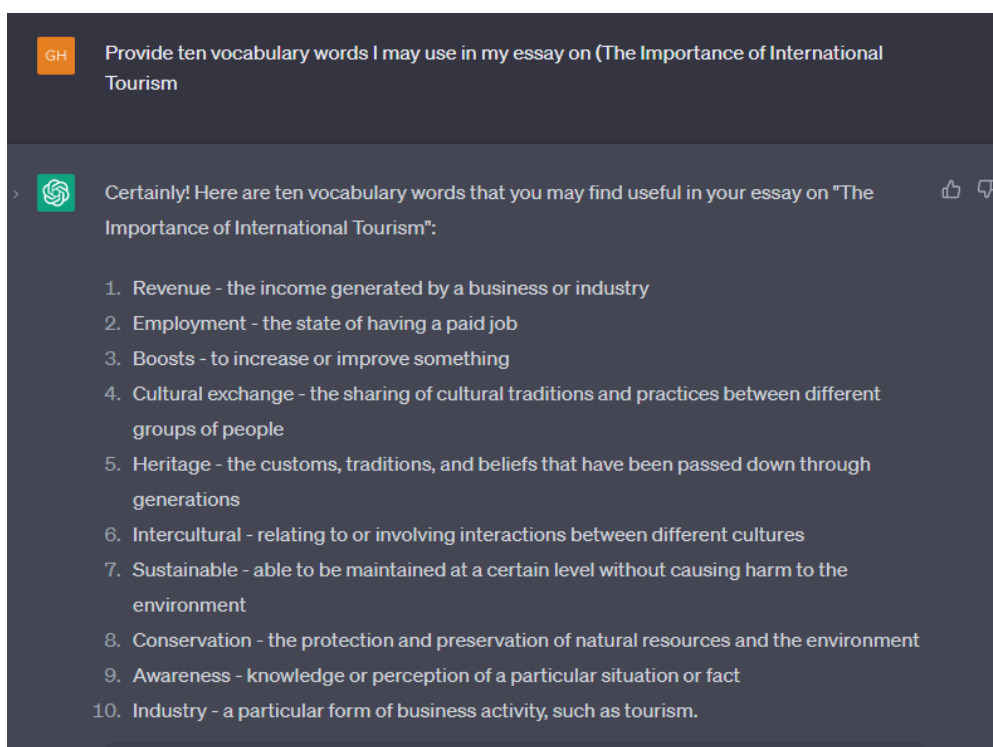 GH
Provide ten vocabulary words I may use in my essay on (The Importance of International
Tourism
Certainly! Here are ten vocabulary words that you may find useful in your essay on "The
Importance of International Tourism":
1. Revenue - the income generated by a business or industry
2. Employment - the state of having a paid job
3. Boosts - to increase or improve something
4. Cultural exchange - the sharing of cultural traditions and practices between different
groups of people
5. Heritage - the customs, traditions, and beliefs that have been passed down through
generations
6. Intercultural - relating to or involving interactions between different cultures
7. Sustainable - able to be maintained at a certain level without causing harm to the
environment
8. Conservation - the protection and preservation of natural resources and the environment
9. Awareness - knowledge or perception of a particular situation or fact
10. Industry - a particular form of business activity, such as tourism.